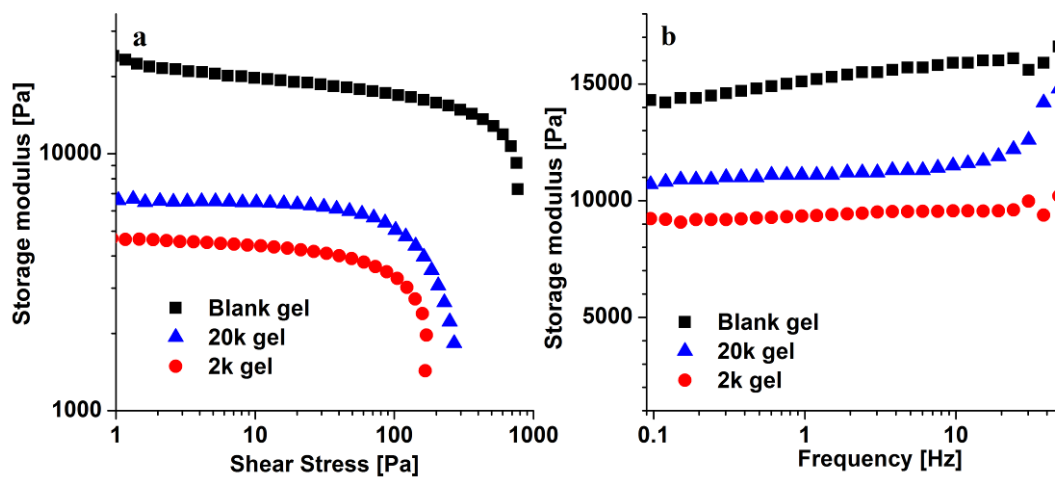 a
Storage modulus [Pa]
10000
1000
Blank gel
20k gel
2k gel
1
10
100
1000
Shear Stress [Pa]
b
Storage modulus [Pa]
15000
10000
5000
Blank gel
20k gel
2k gel
0.1
1
10
Frequency [Hz]